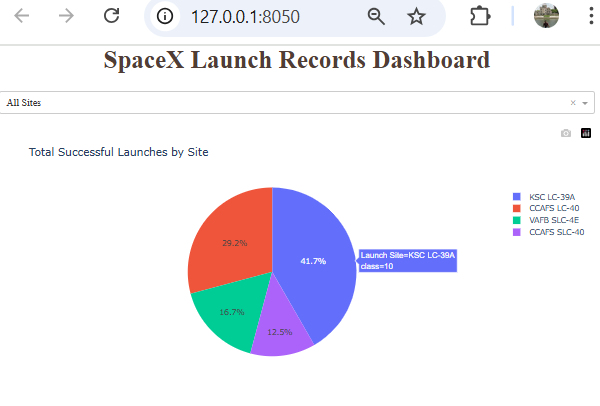 127.0.0.1:8050
SpaceX Launch Records Dashboard
All Sites
Total Successful Launches by Site
KSC LC-39A
CCAFS LC-40
VAFB SLC-4E
CCAFS SLC-40
29.2%
41.7%
Launch Site=KSC LC-39A
class=10
16.7%
12.5%